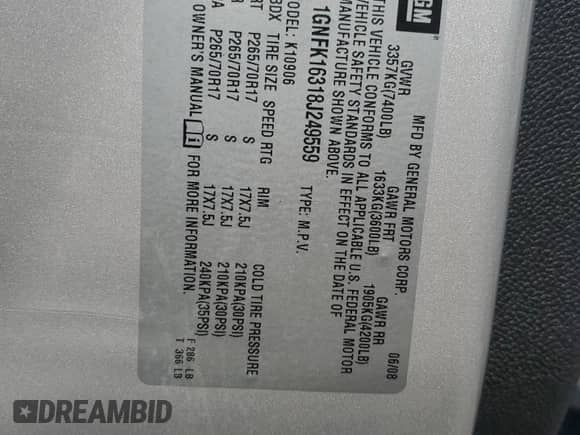 GM
MFD BY GENERAL MOTORS CORP. 06/08
GVWR GAWR FRT GAWR RR
3357KG(7400LB) 1633KG(3600LB) 1905KG(4200LB)
THIS VEHICLE CONFORMS TO ALL APPLICABLE U.S. FEDERAL MOTOR
VEHICLE SAFETY STANDARDS IN EFFECT ON THE DATE OF
MANUFACTURE SHOWN ABOVE.
1GNFK16318J249559 TYPE: M.P.V.
MODEL: K10906
TIRE SIZE SPEED RTG RIM COLD TIRE PRESSURE
RT P265/70R17 S 17X7.5J 210KPA(30PSI)
P265/70R17 S 17X7.5J 210KPA(30PSI)
P265/70R17 S 17X7.5J 240KPA(35PSI)
OWNER'S MANUAL i FOR MORE INFORMATION. F 286 LB
T 366 LB
DREAMBID